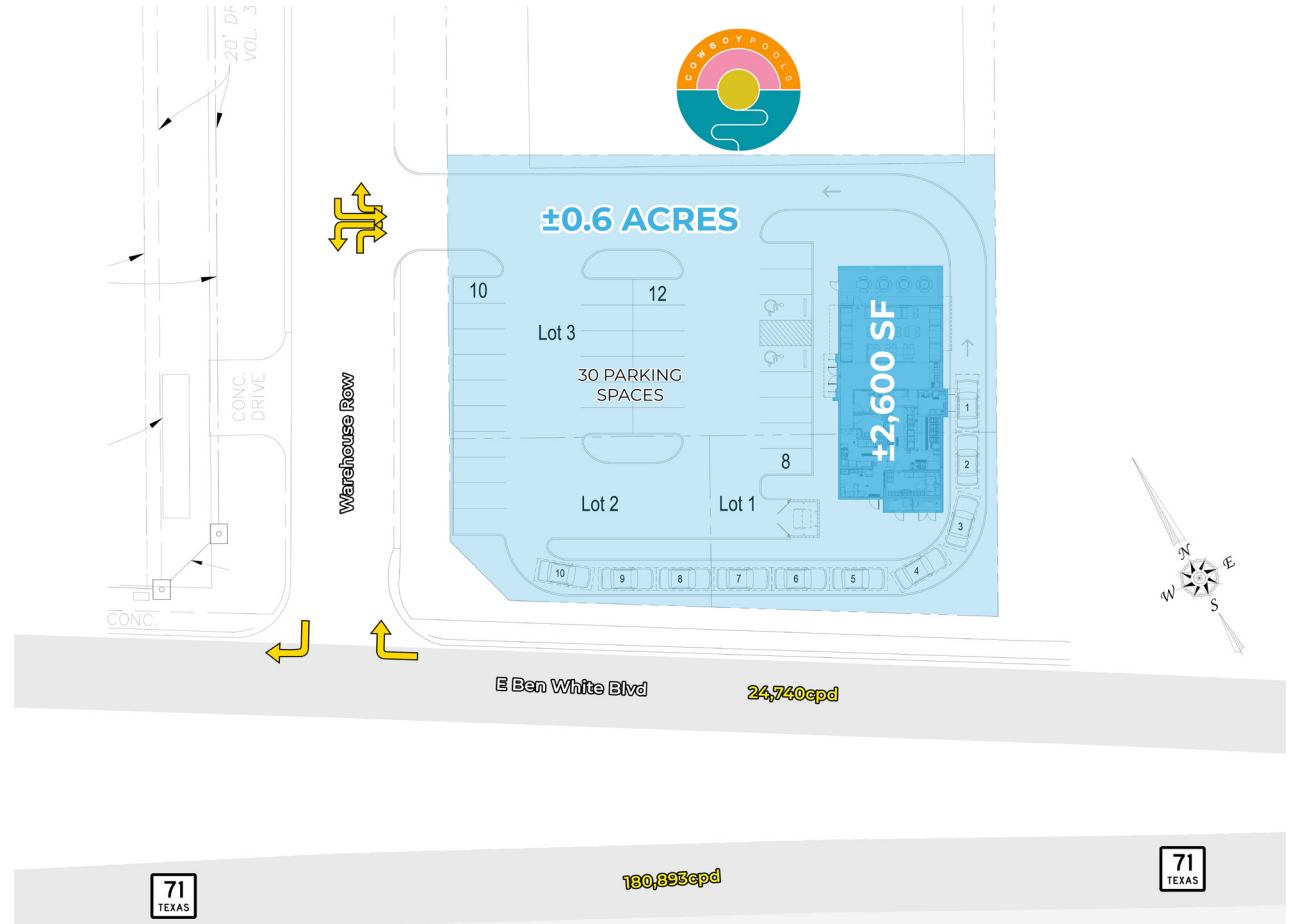 20' DR
VOL. 3
COWBOY POOLS
±0.6 ACRES
10
12
Lot 3
30 PARKING
SPACES
±2,600 SF
CONC.
DRIVE
Warehouse Row
1
2
8
Lot 2
Lot 1
3
4
10
9
8
7
6
5
N
E
W
S
CONC.
E Ben White Blvd
24,740cpd
71
TEXAS
180,893cpd
71
TEXAS